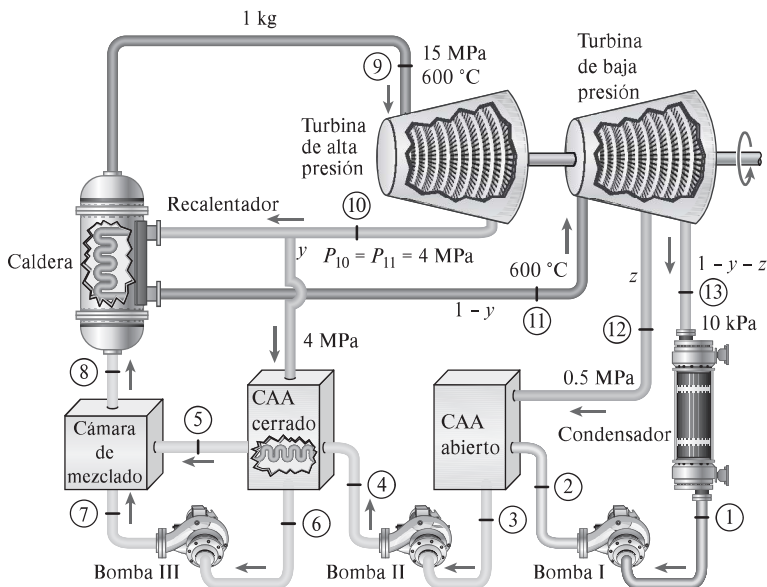 1 kg
9
15 MPa
600 °C
Turbina
de baja
presión
Turbina
de alta
presión
Recalentador
10
Caldera
y
P10 = P11 = 4 MPa
600 °C
1 – y
11
z
12
1 – y – z
13
10 kPa
4 MPa
0.5 MPa
8
5
CAA
cerrado
CAA
abierto
Condensador
Cámara
de
mezclado
7
6
4
3
2
1
Bomba III
Bomba II
Bomba I